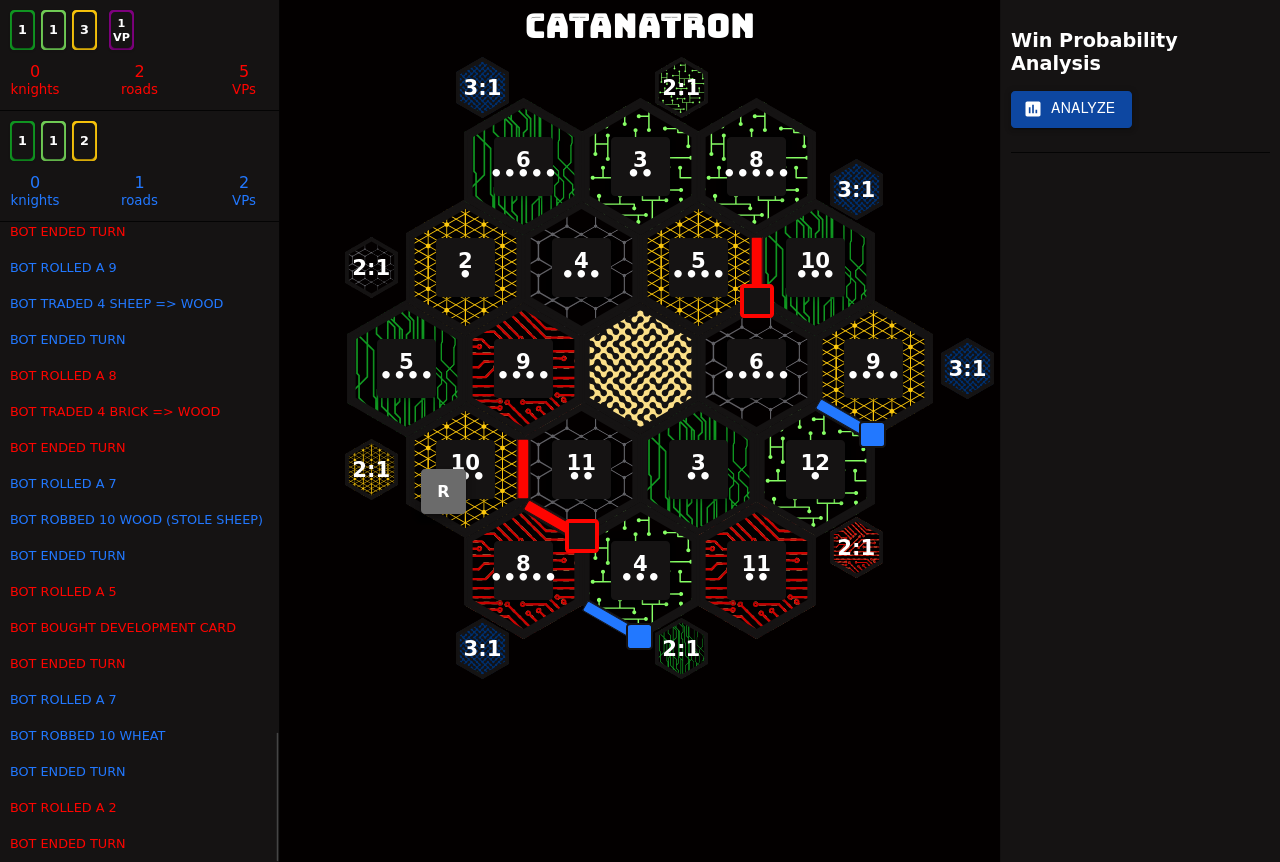 1 1 3 1 VP
0 2 5
knights roads VPs
1 1 2
0 1 2
knights roads VPs
BOT ENDED TURN
BOT ROLLED A 9
BOT TRADED 4 SHEEP => WOOD
BOT ENDED TURN
BOT ROLLED A 8
BOT TRADED 4 BRICK => WOOD
BOT ENDED TURN
BOT ROLLED A 7
BOT ROBBED 10 WOOD (STOLE SHEEP)
BOT ENDED TURN
BOT ROLLED A 5
BOT BOUGHT DEVELOPMENT CARD
BOT ENDED TURN
BOT ROLLED A 7
BOT ROBBED 10 WHEAT
BOT ENDED TURN
BOT ROLLED A 2
BOT ENDED TURN
CATANATRON
3:1 2:1
6 3 8
3:1
2 4 5 10
2:1
5 9 6 9
3:1
10 11 3 12
2:1
R
8 4 11
2:1
3:1 2:1
Win Probability
Analysis
ANALYZE